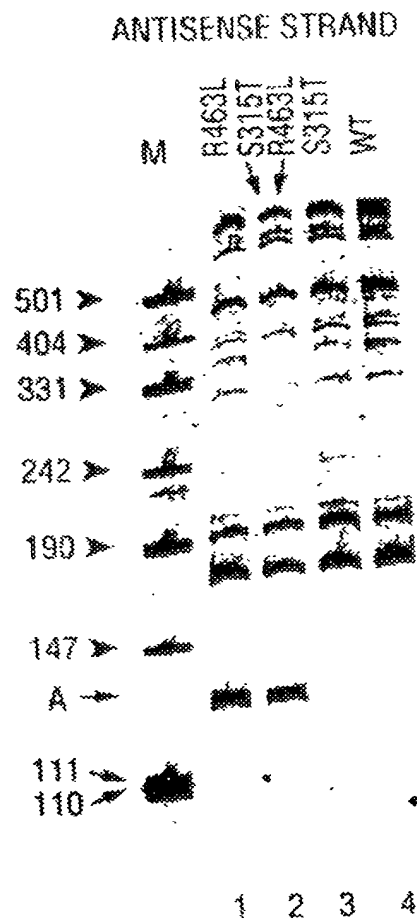 ANTISENSE STRAND
M
R463L
S315T
R463L
S315T
WT
501
404
331
242
190
147
A
111
110
1 2 3 4